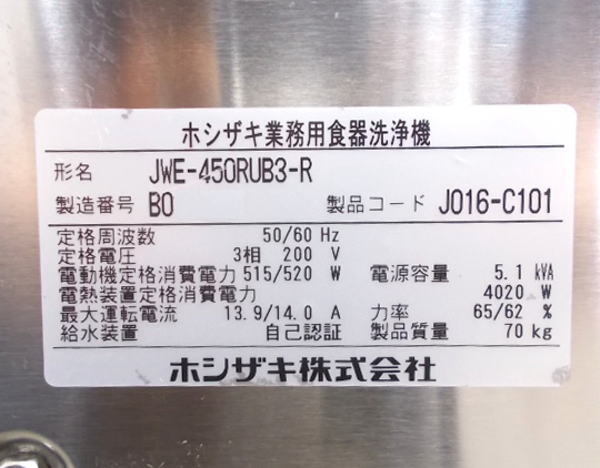 ホシザキ業務用食器洗浄機
形名 JWE-450RUB3-R
製造番号 B0 製品コード J016-C101
定格周波数 50/60 Hz
定格電圧 3相 200 V
電動機定格消費電力 515/520 W 電源容量 5.1 kVA
電熱装置定格消費電力 4020 W
最大運転電流 13.9/14.0 A 力率 65/62 %
給水装置 自己認証 製品質量 70 kg
ホシザキ株式会社